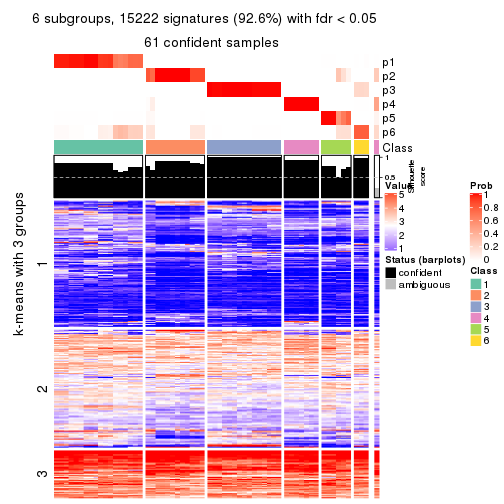 6 subgroups, 15222 signatures (92.6%) with fdr < 0.05
61 confident samples
p1
p2
p3
p4
p5
p6
Class
1
0.5
0
Silhouette
score
k-means with 3 groups
1
2
3
Value
5
4
3
2
1
Status (barplots)
confident
ambiguous
Prob
1
0.8
0.6
0.4
0.2
0
Class
1
2
3
4
5
6